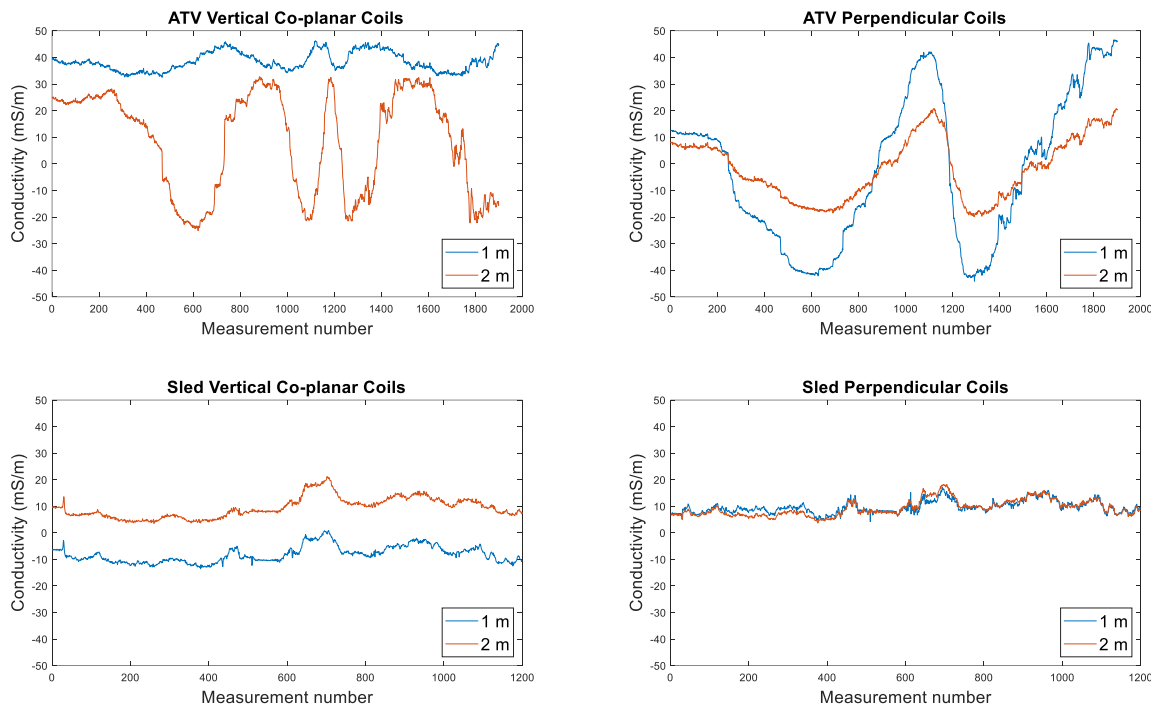 ATV Vertical Co-planar Coils
50
40
30
20
10
0
-10
-20
-30
-40
-50
Conductivity (mS/m)
1 m
2 m
0 200 400 600 800 1000 1200 1400 1600 1800 2000
Measurement number
ATV Perpendicular Coils
50
40
30
20
10
0
-10
-20
-30
-40
-50
Conductivity (mS/m)
1 m
2 m
0 200 400 600 800 1000 1200 1400 1600 1800 2000
Measurement number
Sled Vertical Co-planar Coils
50
40
30
20
10
0
-10
-20
-30
-40
-50
Conductivity (mS/m)
1 m
2 m
0 200 400 600 800 1000 1200
Measurement number
Sled Perpendicular Coils
50
40
30
20
10
0
-10
-20
-30
-40
-50
Conductivity (mS/m)
1 m
2 m
0 200 400 600 800 1000 1200
Measurement number